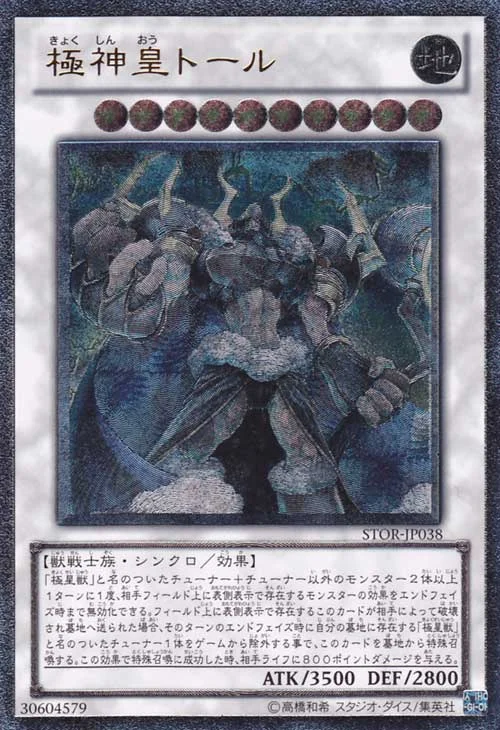 きょく しん おう
極神皇トール
地
STOR-JP038
【獣戦士族・シンクロ/効果】
「極星獣」と名のついたチューナー+チューナー以外のモンスター2体以上
1ターンに1度、相手フィールド上に表側表示で存在するモンスターの効果をエンドフェイ
ズ時まで無効化できる。フィールド上に表側表示で存在するこのカードが相手によって破壊
され墓地へ送られた場合、そのターンのエンドフェイズ時に自分の墓地に存在する「極星獣」
と名のついたチューナー1体をゲームから除外する事で、このカードを墓地から特殊召
喚する。この効果で特殊召喚に成功した時、相手ライフに800ポイントダメージを与える。
ATK/3500 DEF/2800
30604579
©高橋和希 スタジオ・ダイス/集英社